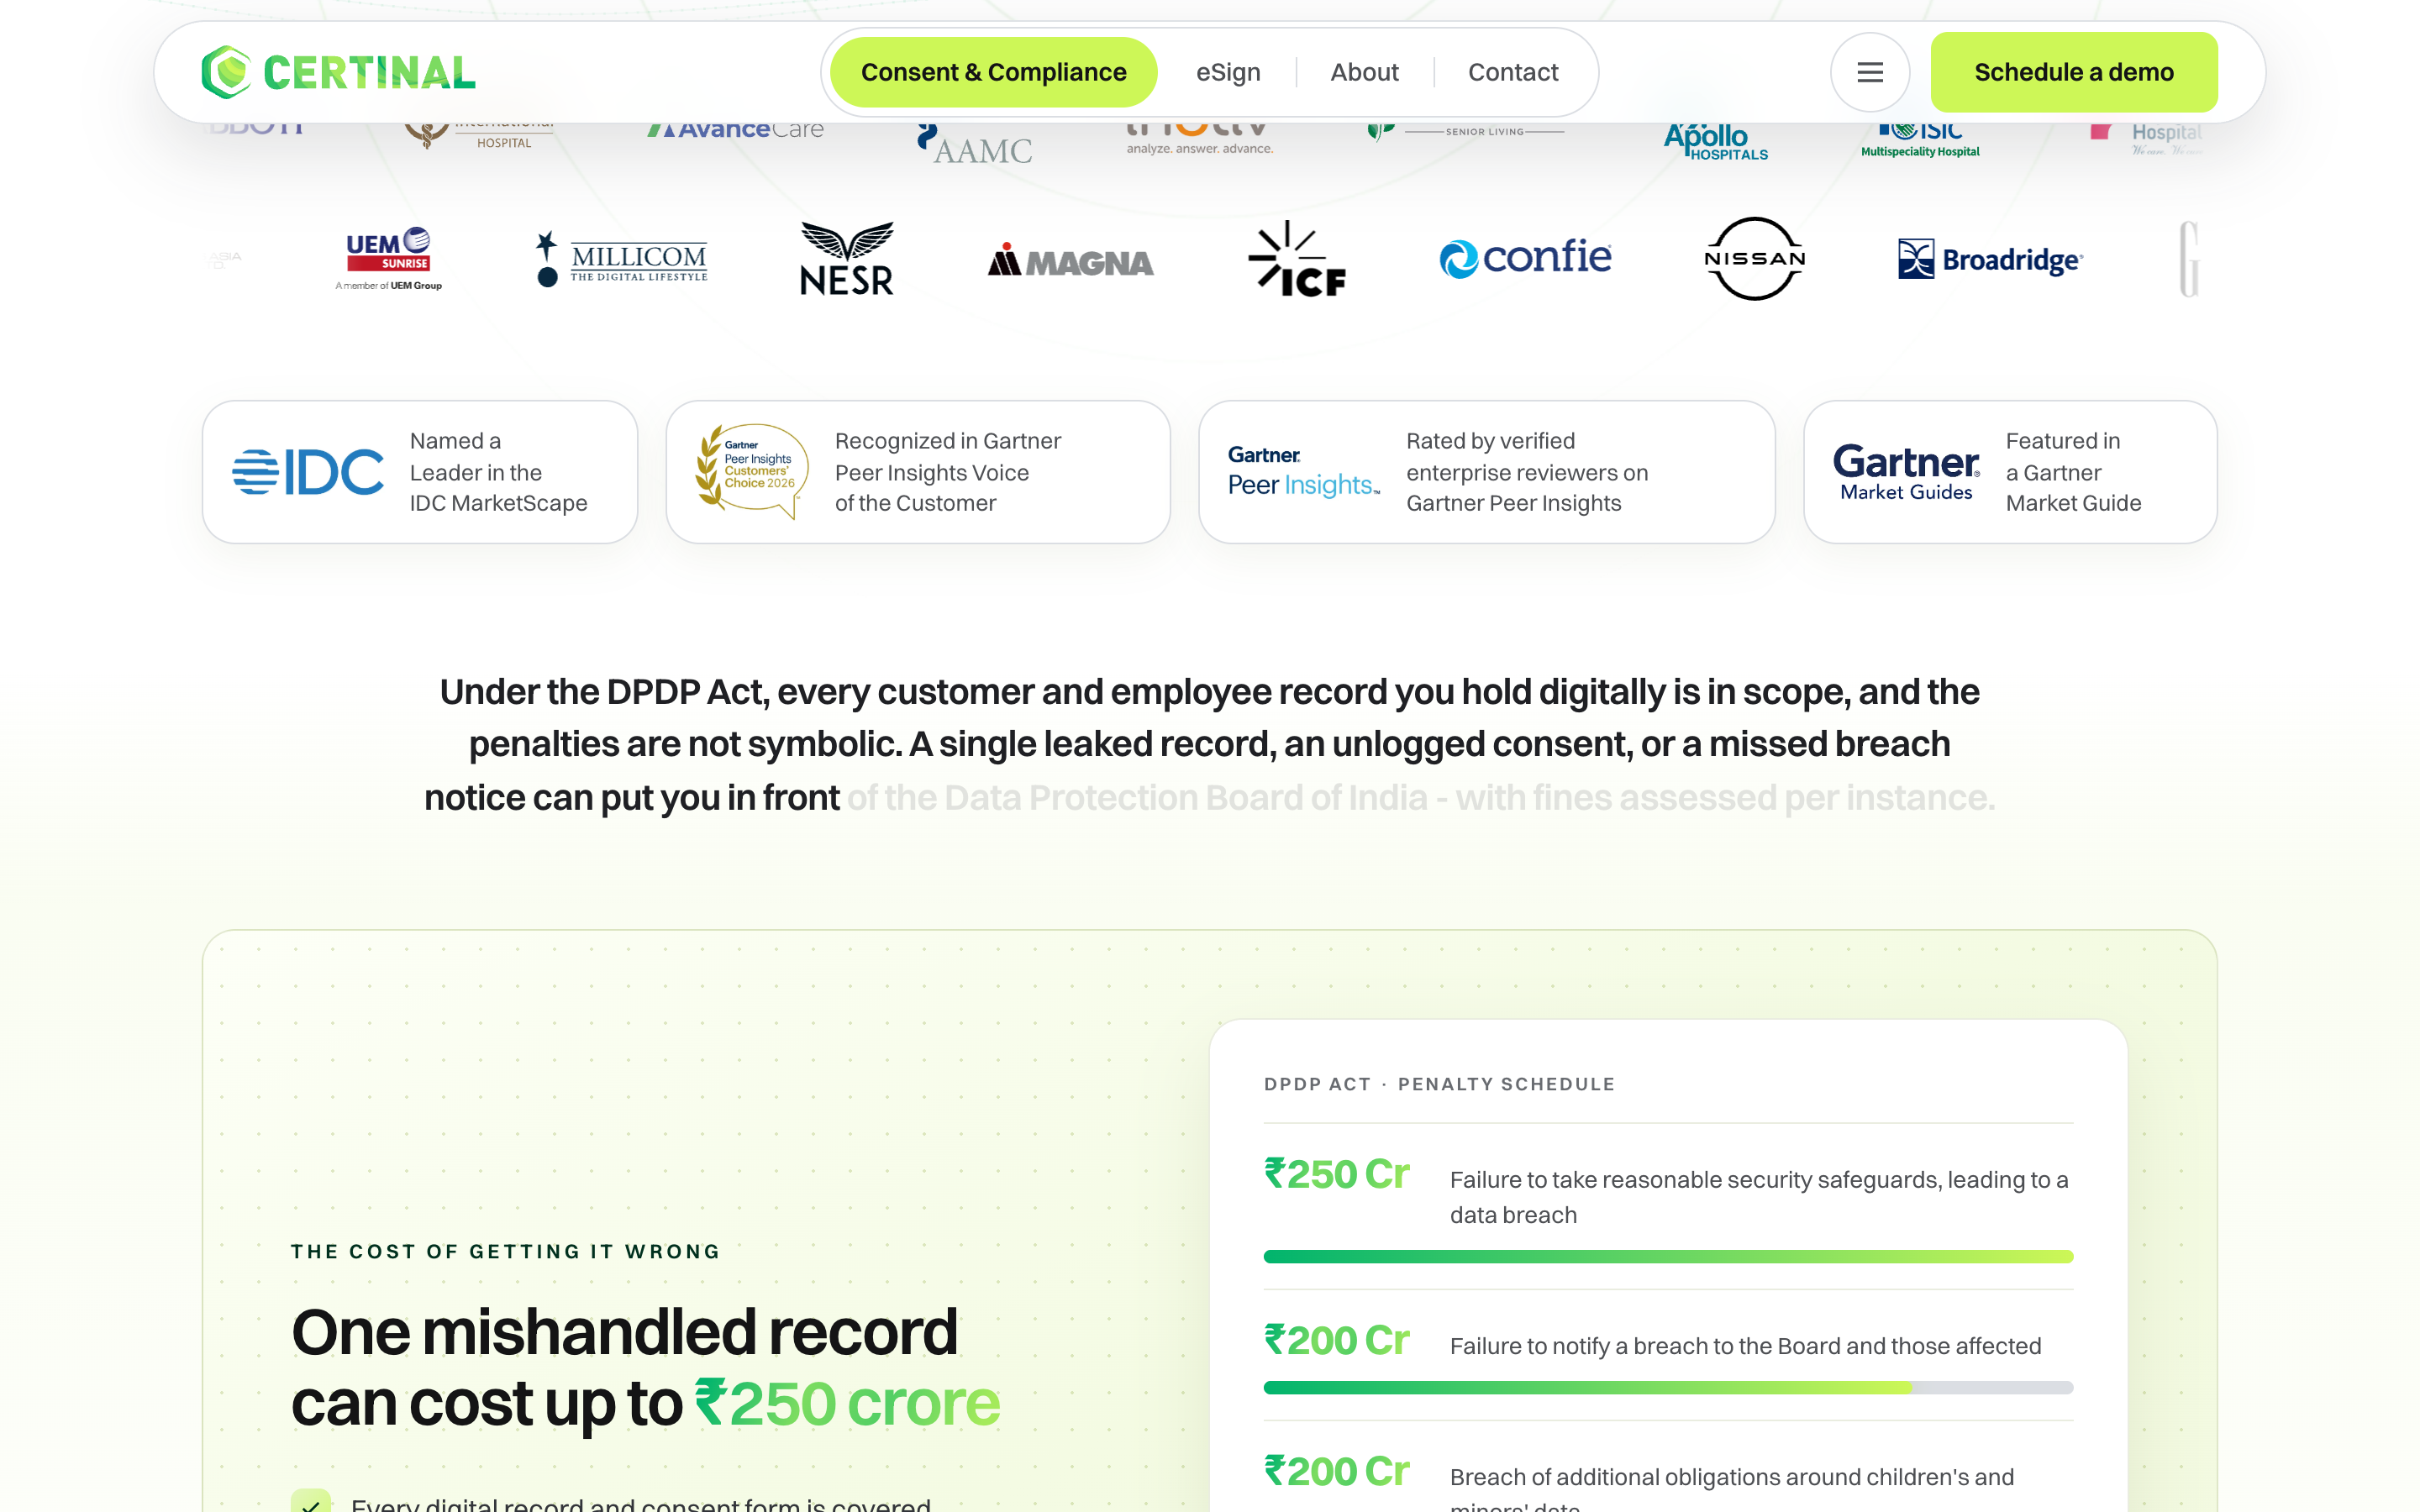 CERTINAL
Consent & Compliance
eSign
About
Contact
Schedule a demo
HOSPITAL
AvanceCare
AAMC
analyze. answer. advance.
SENIOR LIVING
Apollo
HOSPITALS
Multispeciality Hospital
Hospital
ASIA
UEM
SUNRISE
A member of UEM Group
MILLICOM
THE DIGITAL LIFESTYLE
NESR
MAGNA
ICF
confie
NISSAN
Broadridge
IDC
Named a
Leader in the
IDC MarketScape
Gartner
Peer Insights
Customers'
Choice 2026
Recognized in Gartner
Peer Insights Voice
of the Customer
Gartner
Peer Insights™
Rated by verified
enterprise reviewers on
Gartner Peer Insights
Gartner®
Market Guides
Featured in
a Gartner
Market Guide
Under the DPDP Act, every customer and employee record you hold digitally is in scope, and the
penalties are not symbolic. A single leaked record, an unlogged consent, or a missed breach
notice can put you in front of the Data Protection Board of India - with fines assessed per instance.
THE COST OF GETTING IT WRONG
One mishandled record
can cost up to ₹250 crore
Every digital record and consent form is covered
DPDP ACT · PENALTY SCHEDULE
₹250 Cr
Failure to take reasonable security safeguards, leading to a
data breach
₹200 Cr
Failure to notify a breach to the Board and those affected
₹200 Cr
Breach of additional obligations around children's and
minors' data